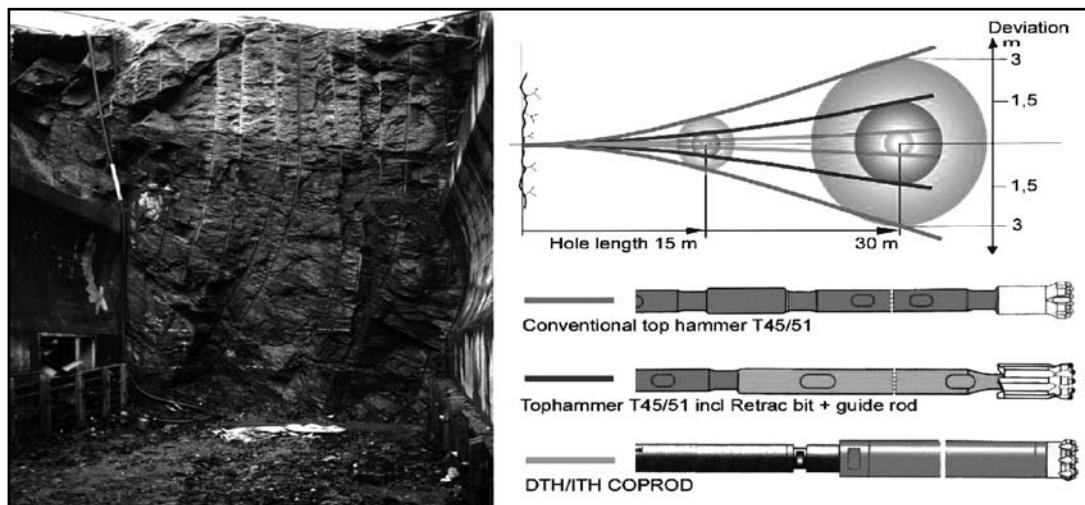 Deviation
m
3
1,5
1,5
3
Hole length 15 m
30 m
Conventional top hammer T45/51
Tophammer T45/51 incl Retrac bit + guide rod
DTH/ITH COPROD